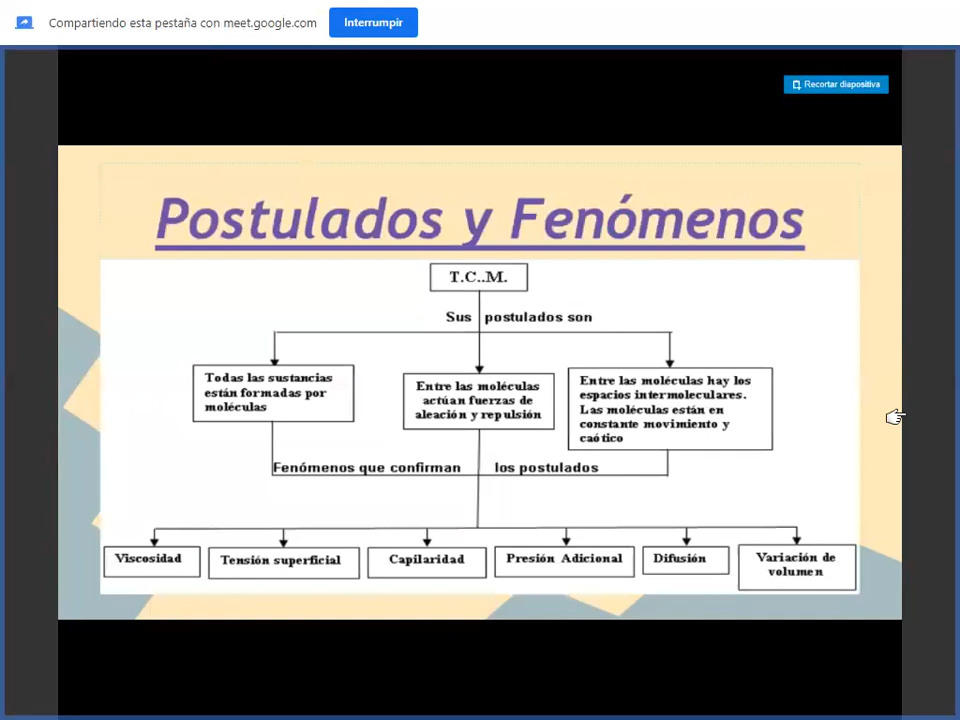 Compartiendo esta pestaña con meet.google.com
Interrumpir
Recortar diapositiva
Postulados y Fenómenos
T.C..M.
Sus postulados son
Todas las sustancias
están formadas por
moléculas
Entre las moléculas
actúan fuerzas de
aleación y repulsión
Entre las moléculas hay los
espacios intermoleculares.
Las moléculas están en
constante movimiento y
caótico
Fenómenos que confirman los postulados
Viscosidad
Tensión superficial
Capilaridad
Presión Adicional
Difusión
Variación de
volumen